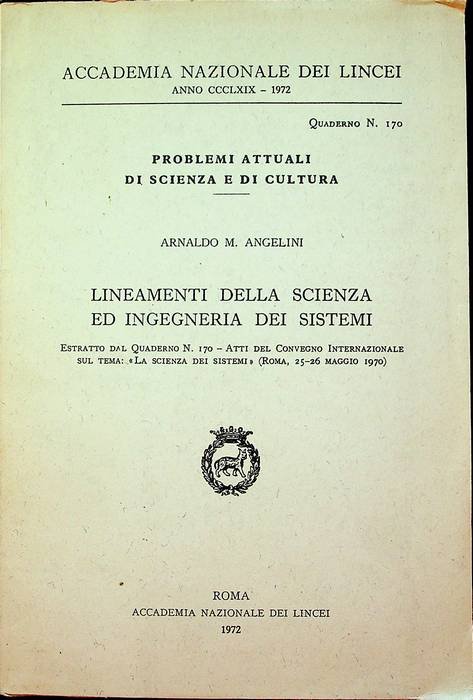 ACCADEMIA NAZIONALE DEI LINCEI
ANNO CCCLXIX – 1972
QUADERNO N. 170
PROBLEMI ATTUALI
DI SCIENZA E DI CULTURA
ARNALDO M. ANGELINI
LINEAMENTI DELLA SCIENZA
ED INGEGNERIA DEI SISTEMI
ESTRATTO DAL QUADERNO N. 170 – ATTI DEL CONVEGNO INTERNAZIONALE
SUL TEMA: «LA SCIENZA DEI SISTEMI» (ROMA, 25–26 MAGGIO 1970)
ROMA
ACCADEMIA NAZIONALE DEI LINCEI
1972